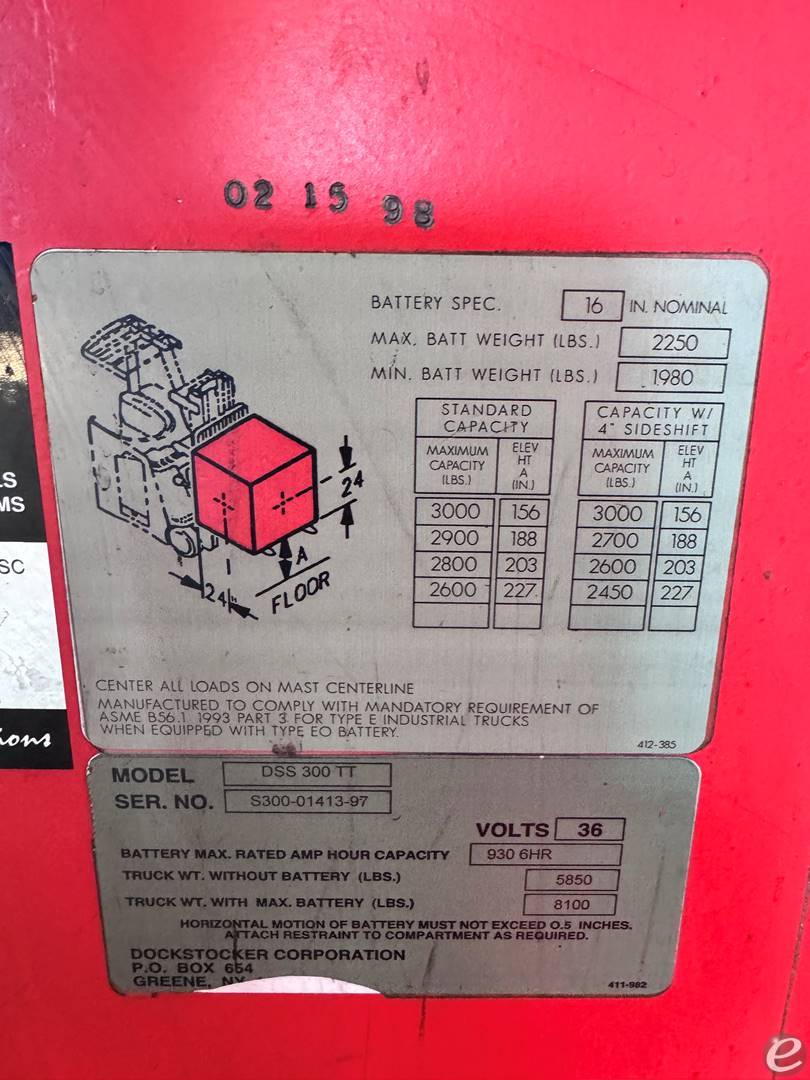 02 15 98
BATTERY SPEC. 16 IN. NOMINAL
MAX. BATT WEIGHT (LBS.) 2250
MIN. BATT WEIGHT (LBS.) 1980
STANDARD
CAPACITY
MAXIMUM
CAPACITY
(LBS.)
ELEV
HT
A
(IN.)
3000 156
2900 188
2800 203
2600 227
CAPACITY W/
4" SIDESHIFT
MAXIMUM
CAPACITY
(LBS.)
ELEV
HT
A
(IN.)
3000 156
2700 188
2600 203
2450 227
24
A
24"
FLOOR
LS
MS
SC
ions
CENTER ALL LOADS ON MAST CENTERLINE
MANUFACTURED TO COMPLY WITH MANDATORY REQUIREMENT OF
ASME B56.1 1993 PART 3 FOR TYPE E INDUSTRIAL TRUCKS
WHEN EQUIPPED WITH TYPE EO BATTERY.
412-385
MODEL DSS 300 TT
SER. NO. S300-01413-97
VOLTS 36
BATTERY MAX. RATED AMP HOUR CAPACITY 930 6HR
TRUCK WT. WITHOUT BATTERY (LBS.) 5850
TRUCK WT. WITH MAX. BATTERY (LBS.) 8100
HORIZONTAL MOTION OF BATTERY MUST NOT EXCEED 0.5 INCHES.
ATTACH RESTRAINT TO COMPARTMENT AS REQUIRED.
DOCKSTOCKER CORPORATION
P.O. BOX 654
GREENE, NY
411-982
e